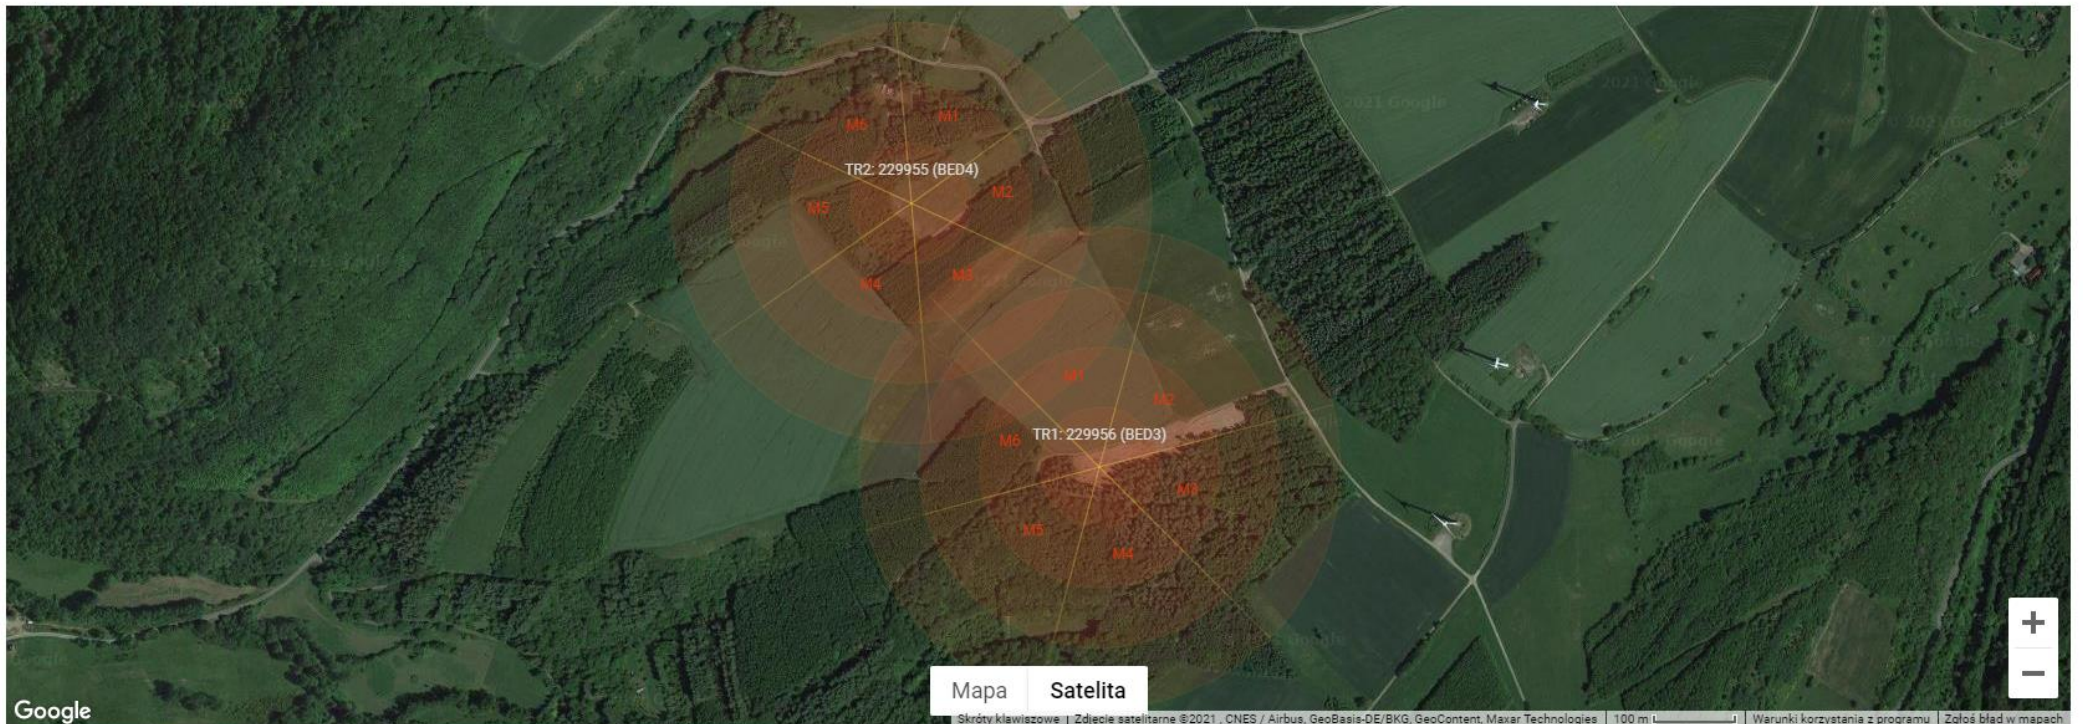 M6
M1
TR2: 229955 (BED4)
M2
M5
M4
M3
M1
M2
TR1: 229956 (BED3)
M6
M3
M5
M4
2021 Google
+
−
Mapa Satelita
Google
Skróty klawiszowe | Zdjęcie satelitarne ©2021 , CNES / Airbus, GeoBasis-DE/BKG, GeoContent, Maxar Technologies | 100 m | Warunki korzystania z programu | Zgłoś błąd w mapach